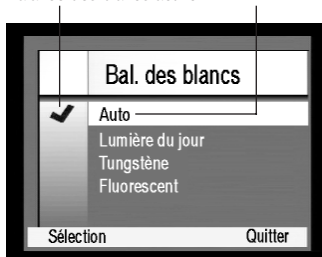 Bal. des blancs
Auto
Lumière du jour
Tungstène
Fluorescent
Sélection Quitter